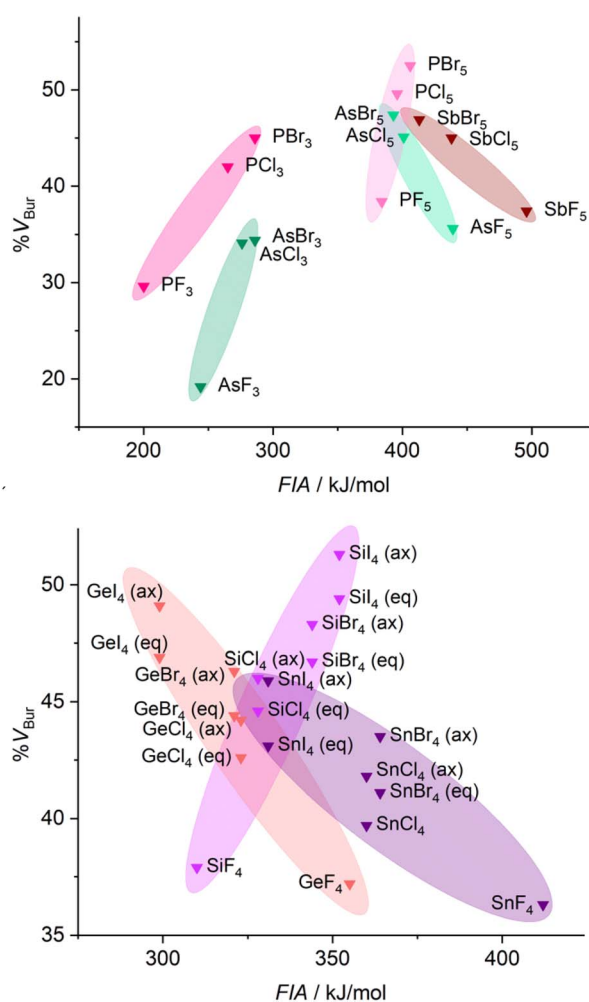 50
40
30
20
%V_Bur
200
300
400
500
FIA / kJ/mol
PBr₅
PCl₅
AsBr₅
SbBr₅
AsCl₅
SbCl₅
PBr₃
PCl₃
PF₅
SbF₅
AsF₅
AsBr₃
AsCl₃
PF₃
AsF₃
50
45
40
35
%V_Bur
300
350
400
FIA / kJ/mol
SiI₄ (ax)
GeI₄ (ax)
SiI₄ (eq)
SiBr₄ (ax)
GeI₄ (eq)
SiCl₄ (ax)
SiBr₄ (eq)
GeBr₄ (ax)
SnI₄ (ax)
GeBr₄ (eq)
SiCl₄ (eq)
GeCl₄ (ax)
SnBr₄ (ax)
SnI₄ (eq)
GeCl₄ (eq)
SnCl₄ (ax)
SnBr₄ (eq)
SnCl₄
SiF₄
GeF₄
SnF₄